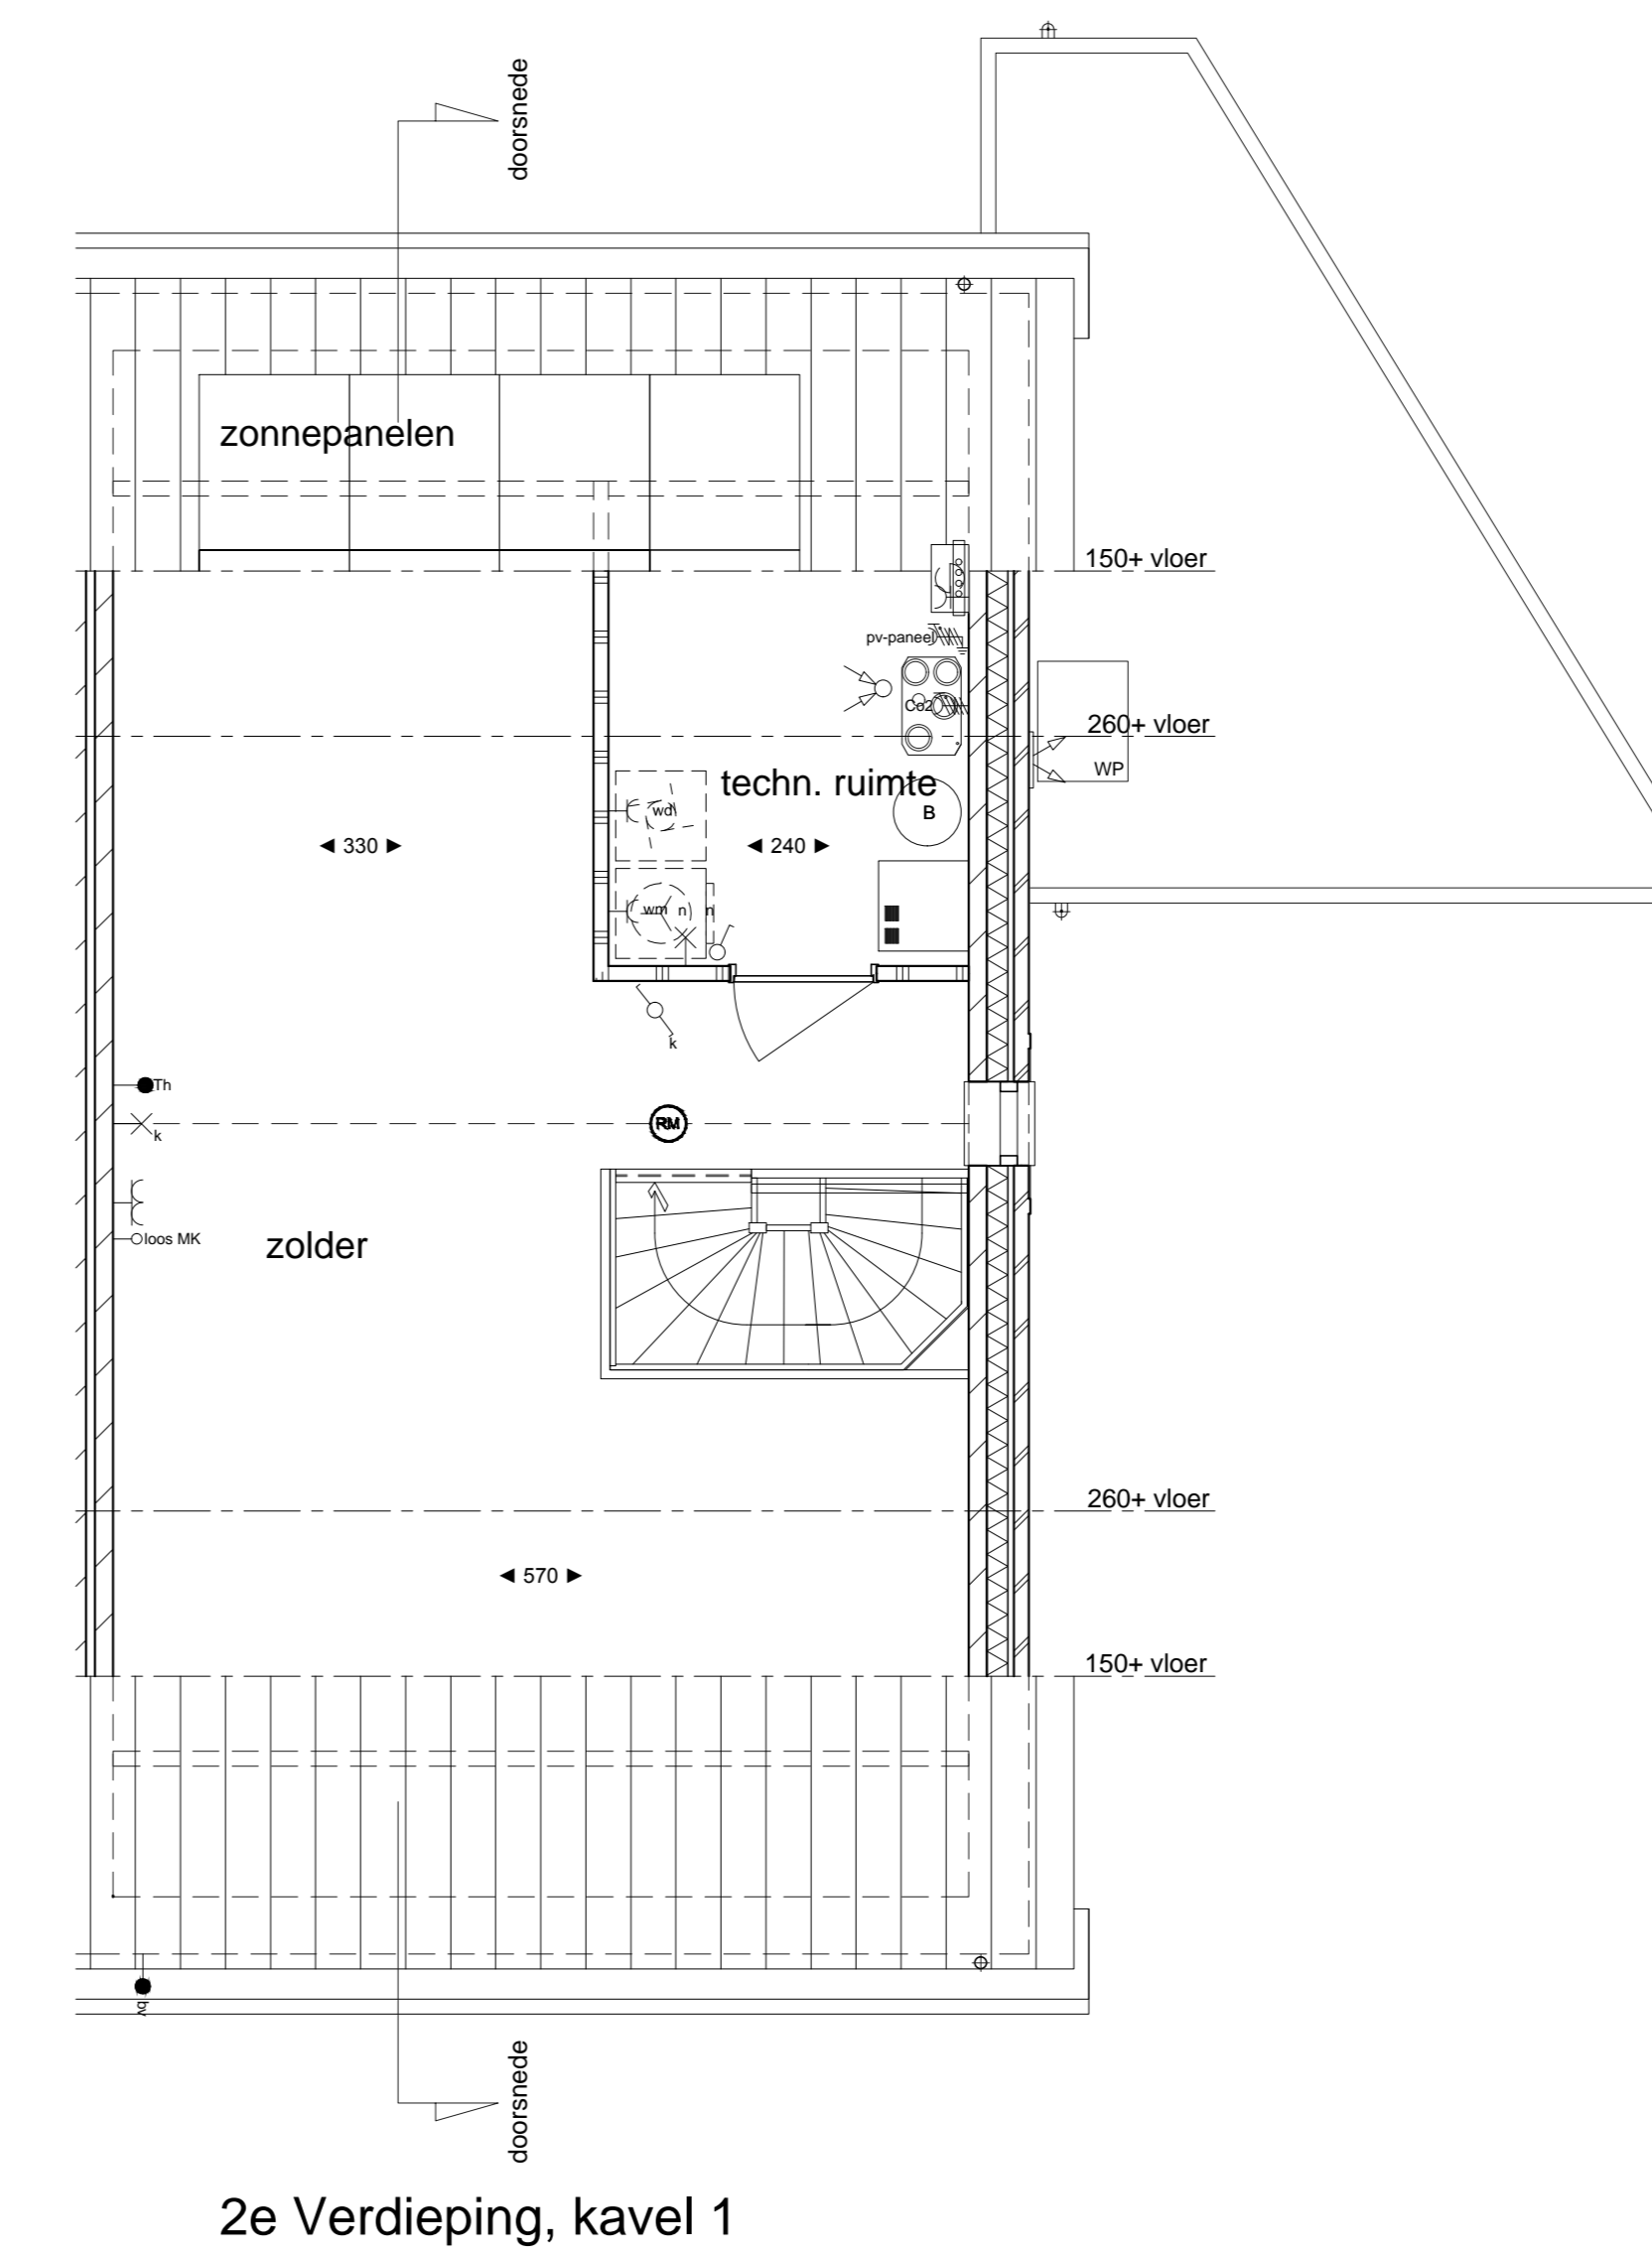 doorsnede
zonnepanelen
150+ vloer
pv-paneel
Co2
260+ vloer
WP
techn. ruimte
wd
B
330
240
wm n n
k
Th
RM
k
loos MK
zolder
260+ vloer
570
150+ vloer
bv
doorsnede
2e Verdieping, kavel 1